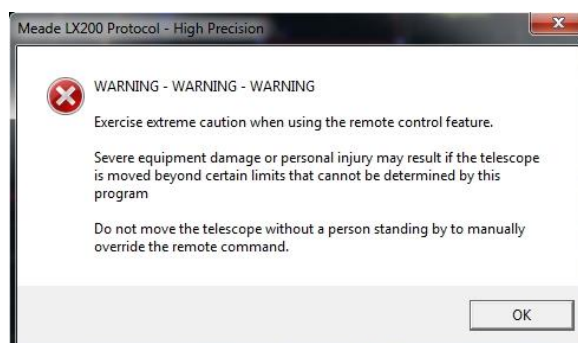 Meade LX200 Protocol - High Precision
WARNING - WARNING - WARNING
Exercise extreme caution when using the remote control feature.
Severe equipment damage or personal injury may result if the telescope
is moved beyond certain limits that cannot be determined by this
program
Do not move the telescope without a person standing by to manually
override the remote command.
OK